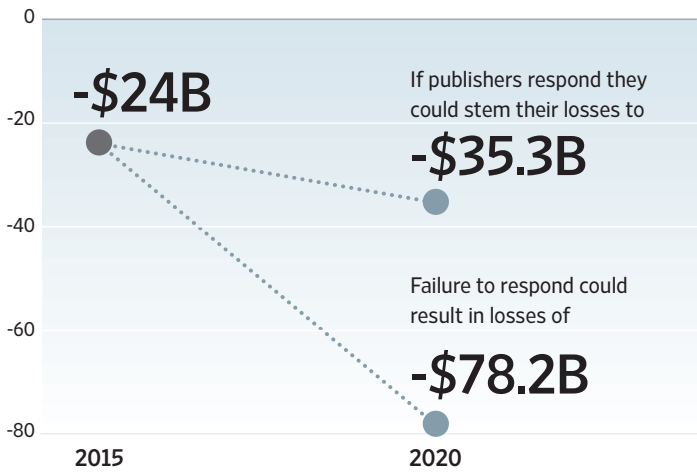 0
-$24B
If publishers respond they
could stem their losses to
-20
-$35.3B
-40
Failure to respond could
result in losses of
-60
-$78.2B
-80
2015
2020